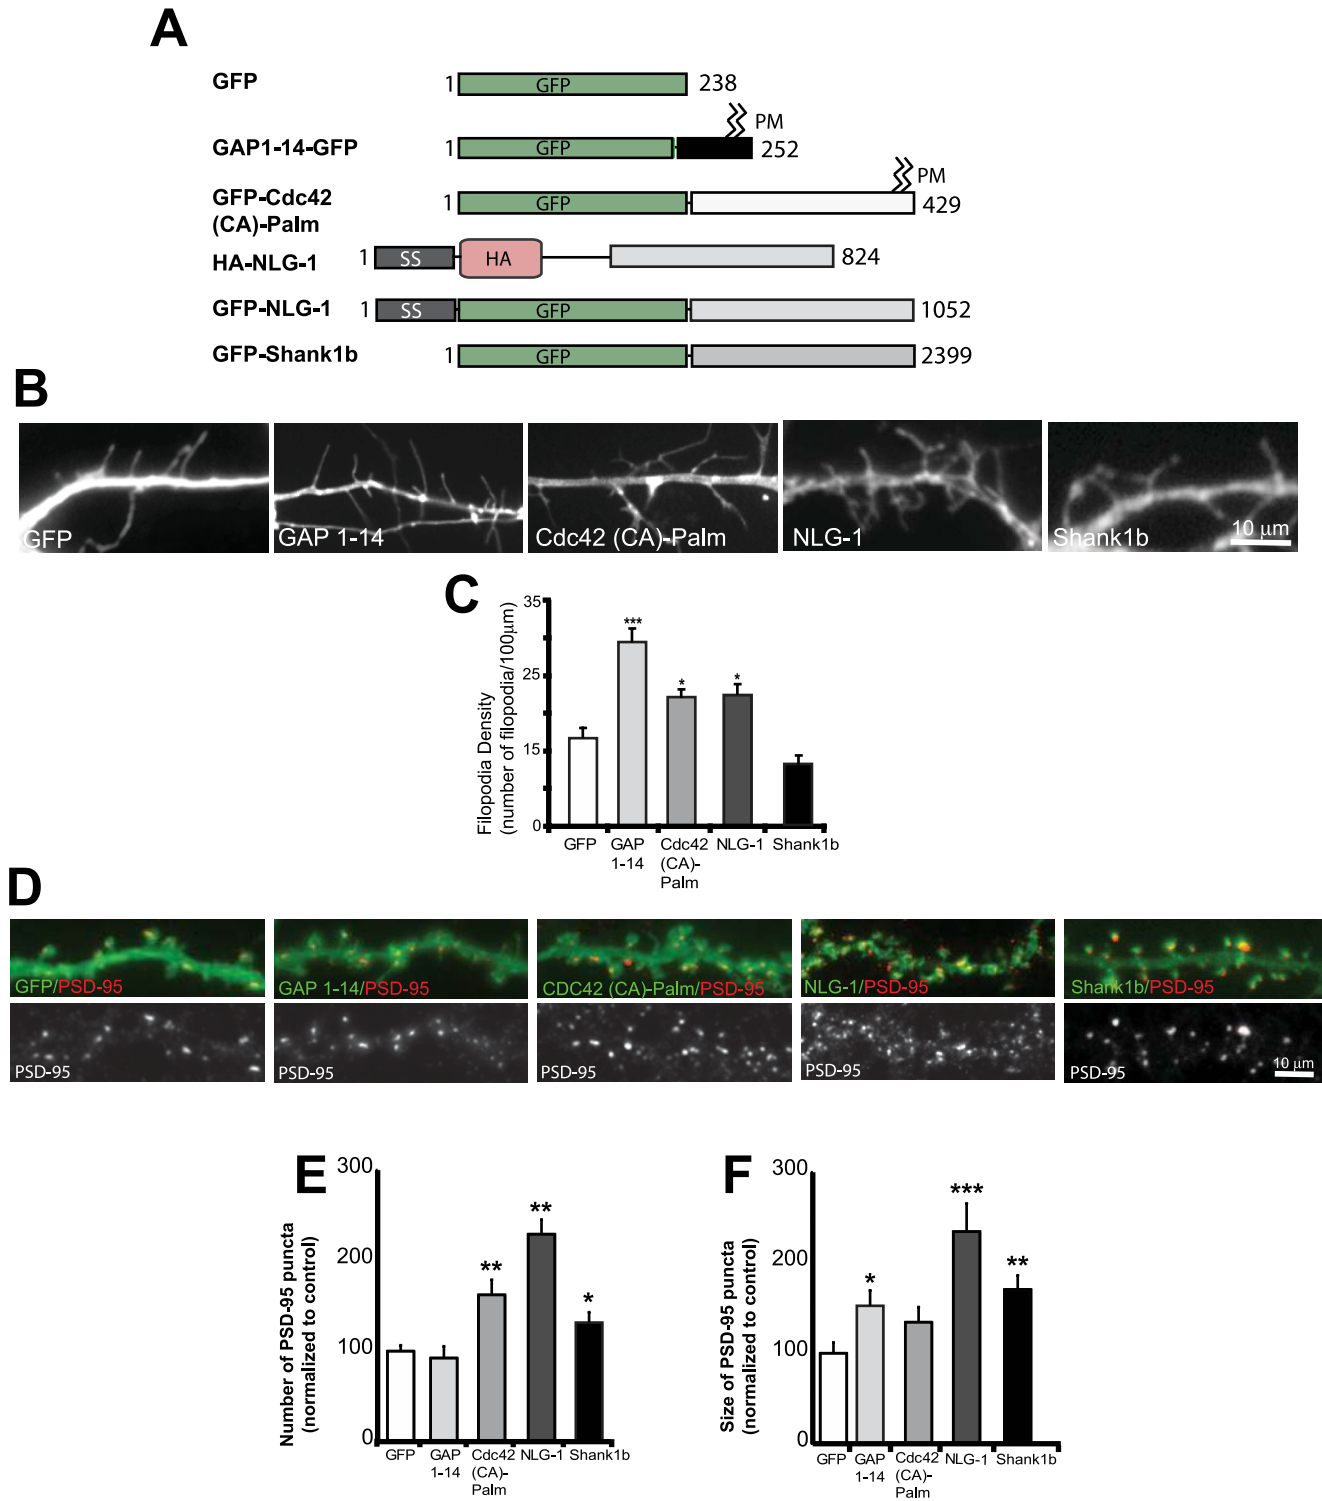 A
GFP 1 GFP 238
PM
GAP1-14-GFP 1 GFP 252
PM
GFP-Cdc42 1 GFP 429
(CA)-Palm
HA-NLG-1 1 SS HA 824
GFP-NLG-1 1 SS GFP 1052
GFP-Shank1b 1 GFP 2399
B
GFP
GAP 1-14
Cdc42 (CA)-Palm
NLG-1
Shank1b
10 μm
C
Filopodia Density
(number of filopodia/100μm)
35
25
15
0
***
*
*
GFP
GAP
1-14
Cdc42
(CA)-
Palm
NLG-1
Shank1b
D
GFP/PSD-95
GAP 1-14/PSD-95
CDC42 (CA)-Palm/PSD-95
NLG-1/PSD-95
Shank1b/PSD-95
PSD-95
PSD-95
PSD-95
PSD-95
PSD-95
10 μm
E
Number of PSD-95 puncta
(normalized to control)
300
200
100
0
**
**
*
GFP
GAP
1-14
Cdc42
(CA)-
Palm
NLG-1
Shank1b
F
Size of PSD-95 puncta
(normalized to control)
300
200
100
0
*
***
**
GFP
GAP
1-14
Cdc42
(CA)-
Palm
NLG-1
Shank1b